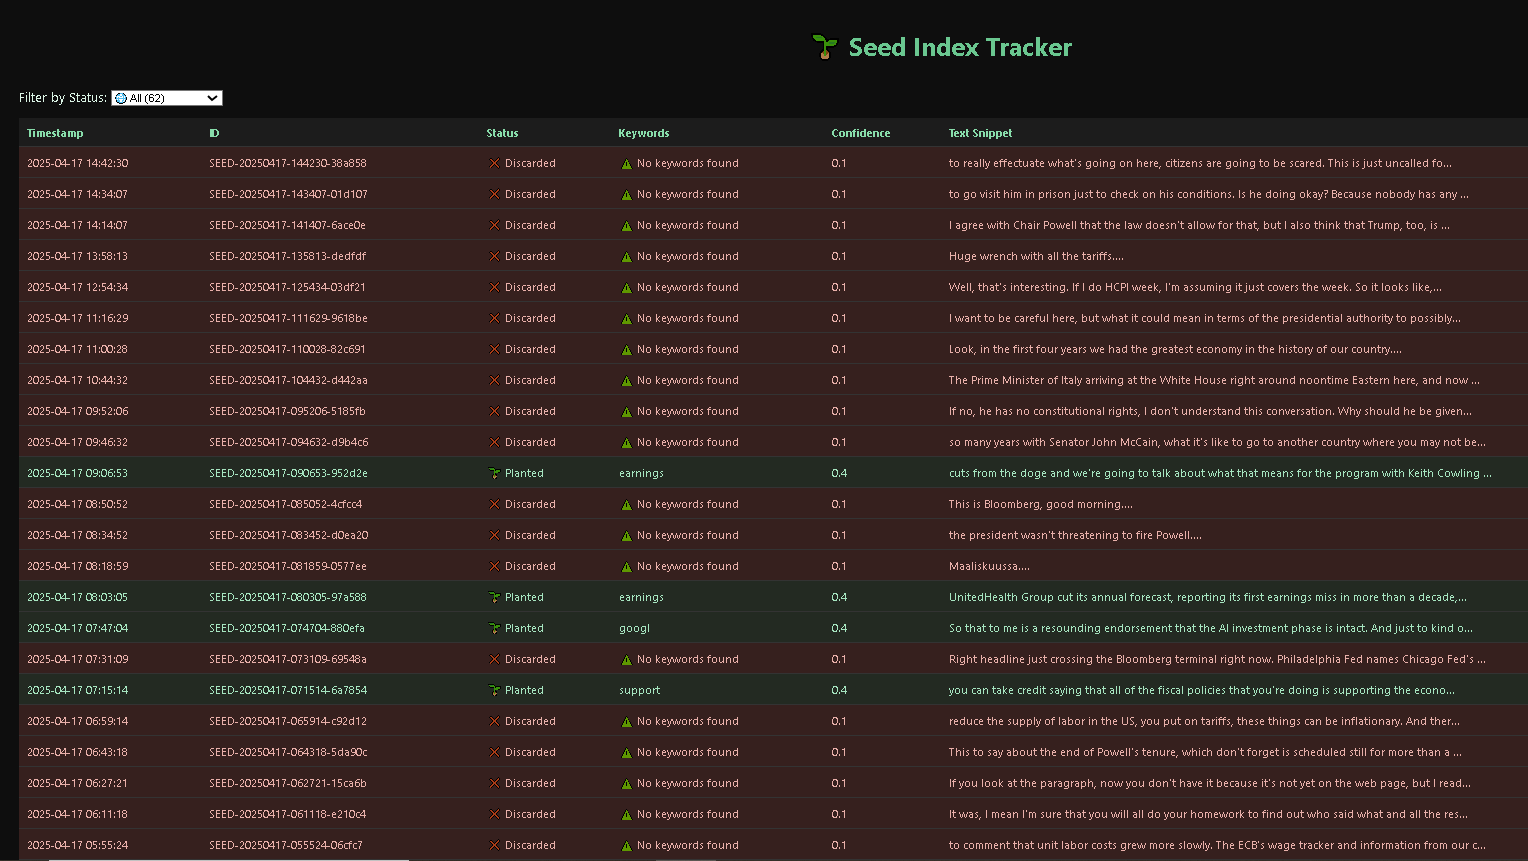 Seed Index Tracker
Filter by Status: All (62)
Timestamp ID Status Keywords Confidence Text Snippet
2025-04-17 14:42:30 SEED-20250417-144230-38a858 Discarded No keywords found 0.1 to really effectuate what's going on here, citizens are going to be scared. This is just uncalled fo...
2025-04-17 14:34:07 SEED-20250417-143407-01d107 Discarded No keywords found 0.1 to go visit him in prison just to check on his conditions. Is he doing okay? Because nobody has any ...
2025-04-17 14:14:07 SEED-20250417-141407-6ace0e Discarded No keywords found 0.1 I agree with Chair Powell that the law doesn't allow for that, but I also think that Trump, too, is ...
2025-04-17 13:58:13 SEED-20250417-135813-dedfdf Discarded No keywords found 0.1 Huge wrench with all the tariffs....
2025-04-17 12:54:34 SEED-20250417-125434-03df21 Discarded No keywords found 0.1 Well, that's interesting. If I do HCPI week, I'm assuming it just covers the week. So it looks like,...
2025-04-17 11:16:29 SEED-20250417-111629-9618be Discarded No keywords found 0.1 I want to be careful here, but what it could mean in terms of the presidential authority to possibly...
2025-04-17 11:00:28 SEED-20250417-110028-82c691 Discarded No keywords found 0.1 Look, in the first four years we had the greatest economy in the history of our country....
2025-04-17 10:44:32 SEED-20250417-104432-d442aa Discarded No keywords found 0.1 The Prime Minister of Italy arriving at the White House right around noontime Eastern here, and now ...
2025-04-17 09:52:06 SEED-20250417-095206-5185fb Discarded No keywords found 0.1 If no, he has no constitutional rights, I don't understand this conversation. Why should he be given...
2025-04-17 09:46:32 SEED-20250417-094632-d9b4c6 Discarded No keywords found 0.1 so many years with Senator John McCain, what it's like to go to another country where you may not be...
2025-04-17 09:06:53 SEED-20250417-090653-952d2e Planted earnings 0.4 cuts from the doge and we're going to talk about what that means for the program with Keith Cowling ...
2025-04-17 08:50:52 SEED-20250417-085052-4cfcc4 Discarded No keywords found 0.1 This is Bloomberg, good morning....
2025-04-17 08:34:52 SEED-20250417-083452-d0ea20 Discarded No keywords found 0.1 the president wasn't threatening to fire Powell....
2025-04-17 08:18:59 SEED-20250417-081859-0577ee Discarded No keywords found 0.1 Maaliskuussa....
2025-04-17 08:03:05 SEED-20250417-080305-97a588 Planted earnings 0.4 UnitedHealth Group cut its annual forecast, reporting its first earnings miss in more than a decade,...
2025-04-17 07:47:04 SEED-20250417-074704-880efa Planted googl 0.4 So that to me is a resounding endorsement that the AI investment phase is intact. And just to kind o...
2025-04-17 07:31:09 SEED-20250417-073109-69548a Discarded No keywords found 0.1 Right headline just crossing the Bloomberg terminal right now. Philadelphia Fed names Chicago Fed's ...
2025-04-17 07:15:14 SEED-20250417-071514-6a7854 Planted support 0.4 you can take credit saying that all of the fiscal policies that you're doing is supporting the econo...
2025-04-17 06:59:14 SEED-20250417-065914-c92d12 Discarded No keywords found 0.1 reduce the supply of labor in the US, you put on tariffs, these things can be inflationary. And ther...
2025-04-17 06:43:18 SEED-20250417-064318-5da90c Discarded No keywords found 0.1 This to say about the end of Powell's tenure, which don't forget is scheduled still for more than a ...
2025-04-17 06:27:21 SEED-20250417-062721-15ca6b Discarded No keywords found 0.1 If you look at the paragraph, now you don't have it because it's not yet on the web page, but I read...
2025-04-17 06:11:18 SEED-20250417-061118-e210c4 Discarded No keywords found 0.1 It was, I mean I'm sure that you will all do your homework to find out who said what and all the res...
2025-04-17 05:55:24 SEED-20250417-055524-06cfc7 Discarded No keywords found 0.1 to comment that unit labor costs grew more slowly. The ECB's wage tracker and information from our c...